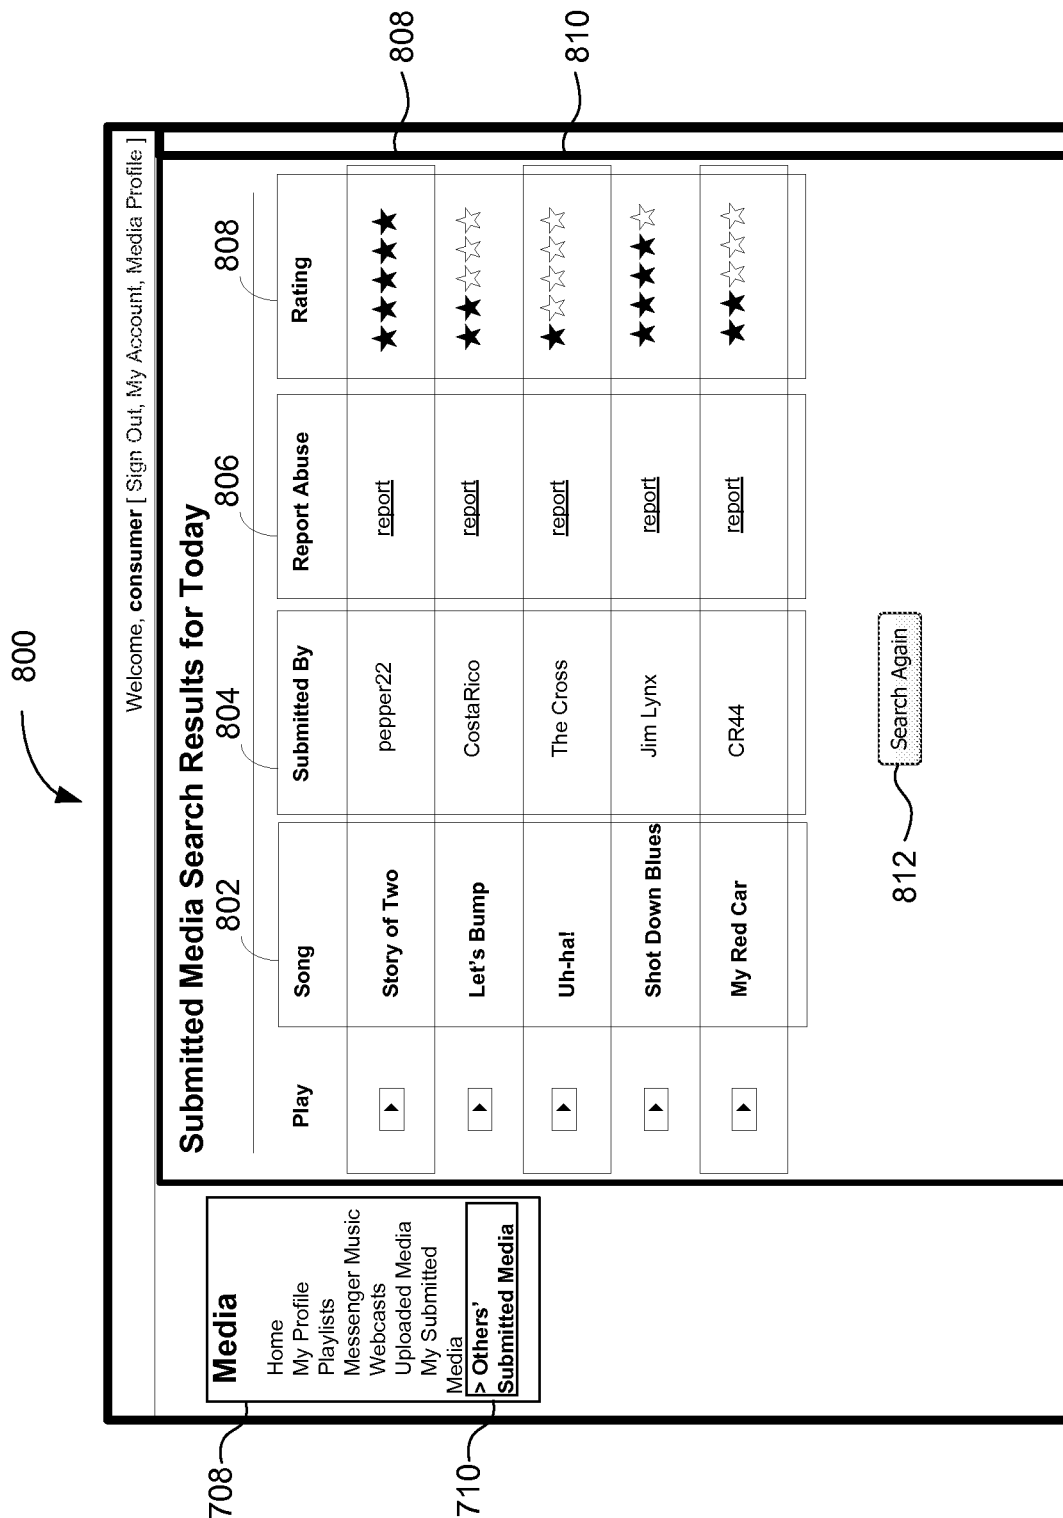 800
Welcome, consumer [ Sign Out, My Account, Media Profile ]
708
Media
Home
My Profile
Playlists
Messenger Music
Webcasts
Uploaded Media
My Submitted
Media
> Others'
Submitted Media
710
Submitted Media Search Results for Today
802
804
806
808
Play Song Submitted By Report Abuse Rating
Story of Two pepper22 report
808
Let's Bump CostaRico report
Uh-ha! The Cross report
810
Shot Down Blues Jim Lynx report
My Red Car CR44 report
812
Search Again